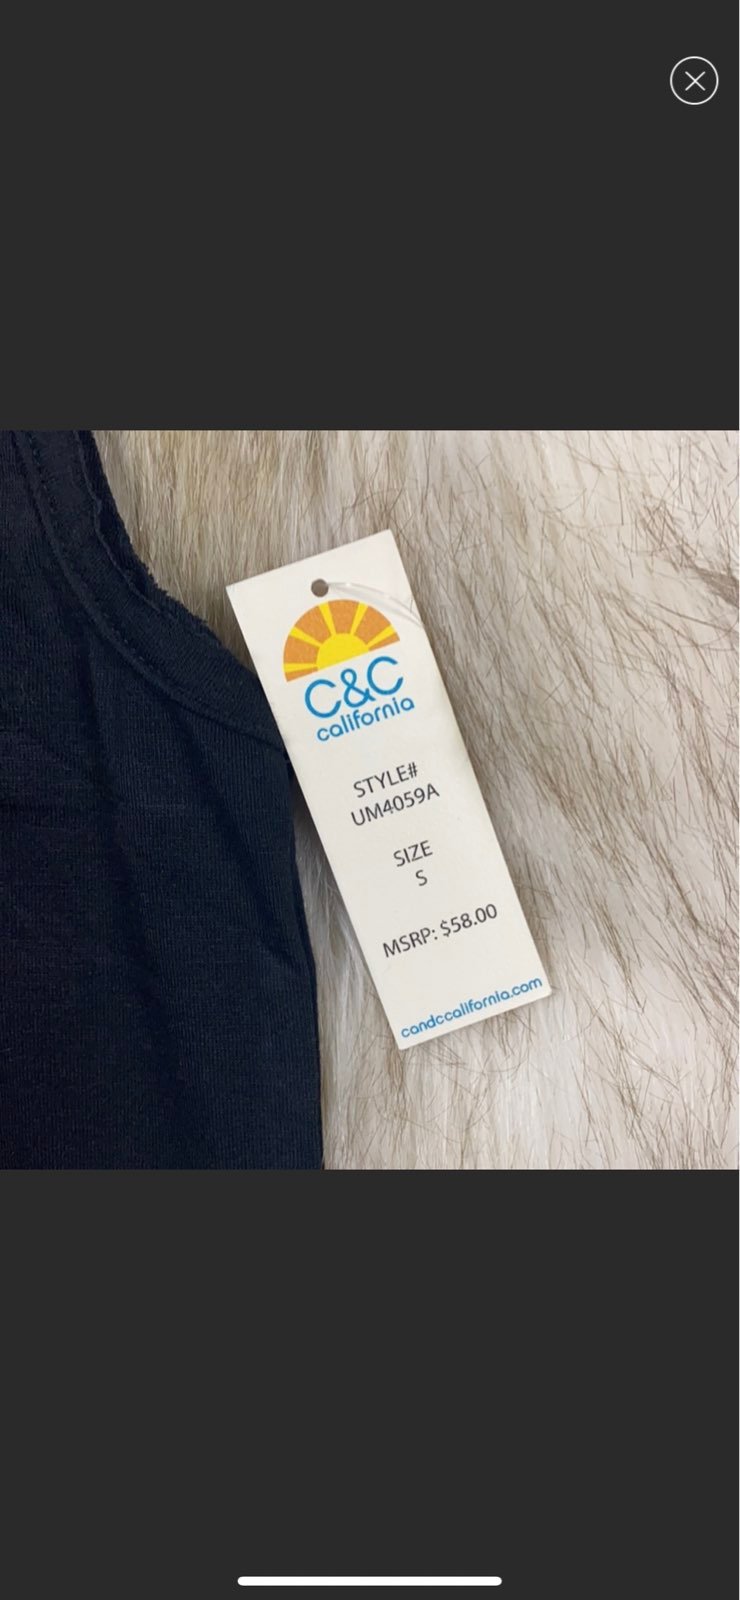 C&C
california
STYLE#
UM4059A
SIZE
S
MSRP: $58.00
candccalifornia.com